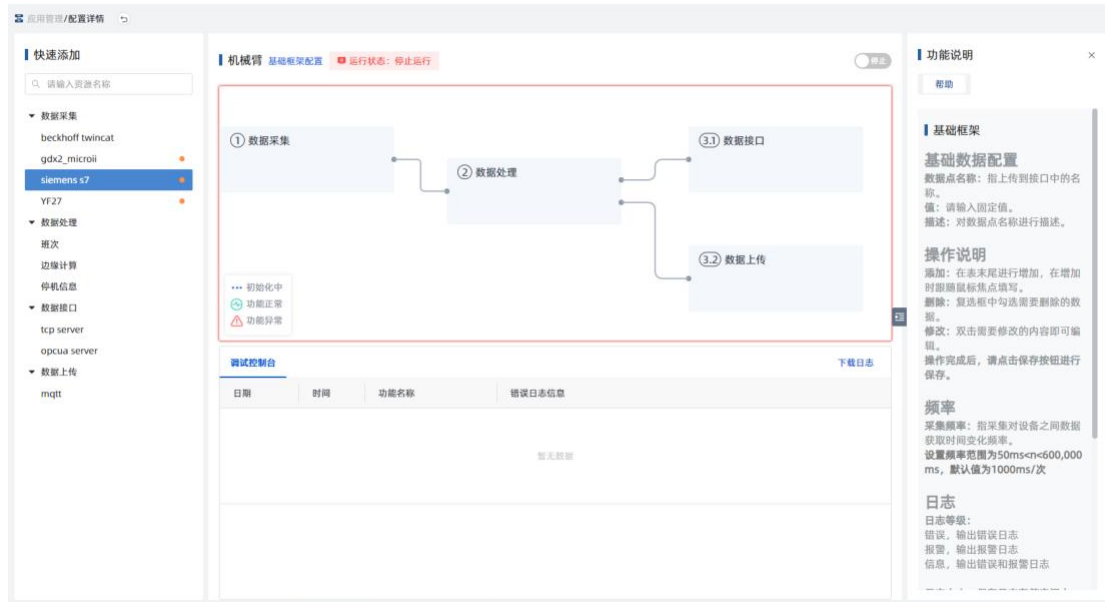 应用管理/配置详情
快速添加
请输入资源名称
数据采集
beckhoff twincat
gdx2_microii
siemens s7
YF27
数据处理
班次
边缘计算
停机信息
数据接口
tcp server
opcua server
数据上传
mqtt
机械臂 基础框架配置 运行状态：停止运行
停止
① 数据采集
② 数据处理
3.1 数据接口
3.2 数据上传
初始化中
功能正常
功能异常
调试控制台
下载日志
日期 时间 功能名称 错误日志信息
暂无数据
功能说明
×
帮助
基础框架
基础数据配置
数据点名称：指上传到接口中的名
称。
值：请输入固定值。
描述：对数据点名称进行描述。
操作说明
添加：在表末尾进行增加，在增加
时跟随鼠标焦点填写。
删除：复选框中勾选需要删除的数
据。
修改：双击需要修改的内容即可编
辑。
操作完成后，请点击保存按钮进行
保存。
频率
采集频率：指采集对设备之间数据
获取时间变化频率。
设置频率范围为50ms<n<600,000
ms，默认值为1000ms/次
日志
日志等级：
错误，输出错误日志
报警，输出报警日志
信息，输出错误和报警日志